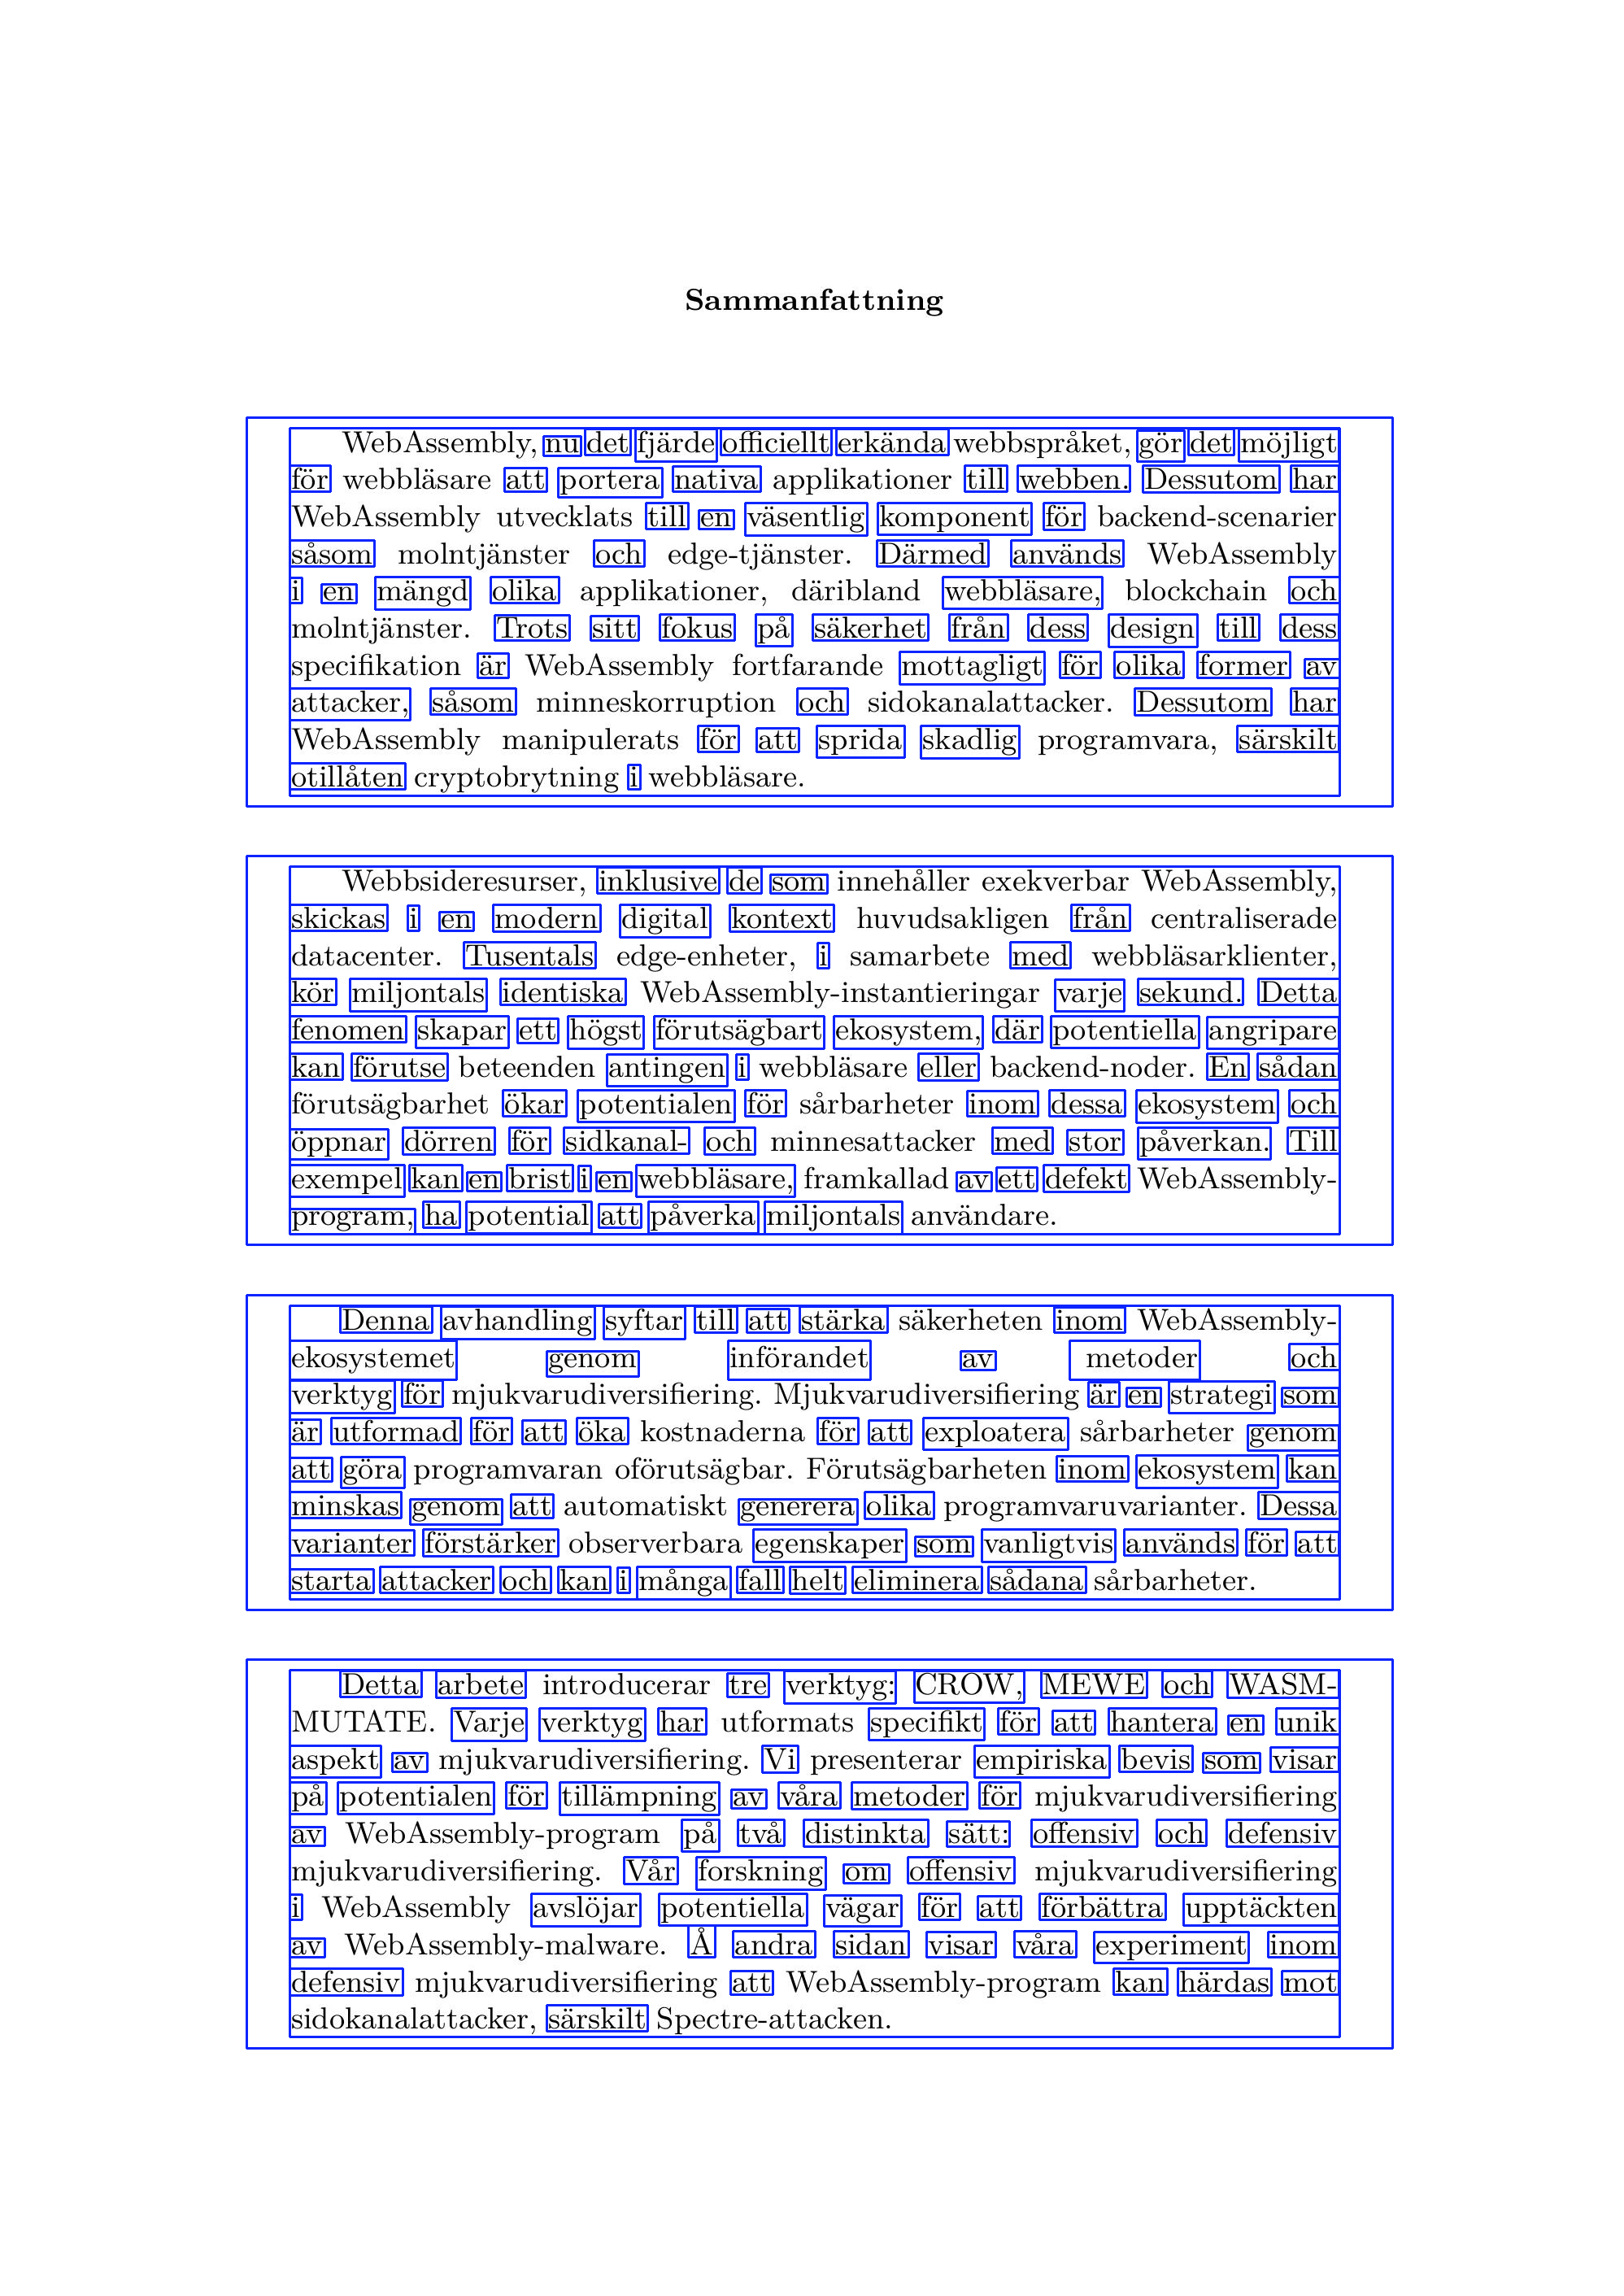 Sammanfattning
WebAssembly, nu det fjärde officiellt erkända webbspråket, gör det möjligt
för webbläsare att portera nativa applikationer till webben. Dessutom har
WebAssembly utvecklats till en väsentlig komponent för backend-scenarier
såsom molntjänster och edge-tjänster. Därmed används WebAssembly
i en mängd olika applikationer, däribland webbläsare, blockchain och
molntjänster. Trots sitt fokus på säkerhet från dess design till dess
specifikation är WebAssembly fortfarande mottagligt för olika former av
attacker, såsom minneskorruption och sidokanalattacker. Dessutom har
WebAssembly manipulerats för att sprida skadlig programvara, särskilt
otillåten cryptobrytning i webbläsare.
Webbsideresurser, inklusive de som innehåller exekverbar WebAssembly,
skickas i en modern digital kontext huvudsakligen från centraliserade
datacenter. Tusentals edge-enheter, i samarbete med webbläsarklienter,
kör miljontals identiska WebAssembly-instantieringar varje sekund. Detta
fenomen skapar ett högst förutsägbart ekosystem, där potentiella angripare
kan förutse beteenden antingen i webbläsare eller backend-noder. En sådan
förutsägbarhet ökar potentialen för sårbarheter inom dessa ekosystem och
öppnar dörren för sidkanal- och minnesattacker med stor påverkan. Till
exempel kan en brist i en webbläsare, framkallad av ett defekt WebAssembly-
program, ha potential att påverka miljontals användare.
Denna avhandling syftar till att stärka säkerheten inom WebAssembly-
ekosystemet genom införandet av metoder och
verktyg för mjukvarudiversifiering. Mjukvarudiversifiering är en strategi som
är utformad för att öka kostnaderna för att exploatera sårbarheter genom
att göra programvaran oförutsägbar. Förutsägbarheten inom ekosystem kan
minskas genom att automatiskt generera olika programvaruvarianter. Dessa
varianter förstärker observerbara egenskaper som vanligtvis används för att
starta attacker och kan i många fall helt eliminera sådana sårbarheter.
Detta arbete introducerar tre verktyg: CROW, MEWE och WASM-
MUTATE. Varje verktyg har utformats specifikt för att hantera en unik
aspekt av mjukvarudiversifiering. Vi presenterar empiriska bevis som visar
på potentialen för tillämpning av våra metoder för mjukvarudiversifiering
av WebAssembly-program på två distinkta sätt: offensiv och defensiv
mjukvarudiversifiering. Vår forskning om offensiv mjukvarudiversifiering
i WebAssembly avslöjar potentiella vägar för att förbättra upptäckten
av WebAssembly-malware. Å andra sidan visar våra experiment inom
defensiv mjukvarudiversifiering att WebAssembly-program kan härdas mot
sidokanalattacker, särskilt Spectre-attacken.